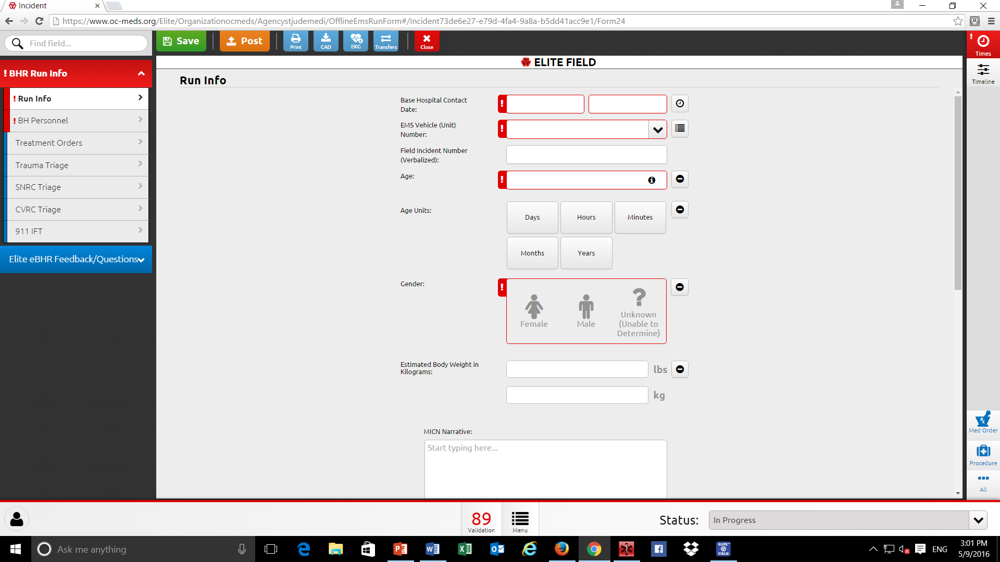 Incident
https://www.oc-meds.org/Elite/Organizationocmeds/Agencystjudemedi/OfflineEmsRunForm#/Incident73de6e27-e79d-4fa4-9a8a-b5dd41acc9e1/Form24
Find field...
Save
Post
Print
CAD
EKG
Transfers
Close
! Times
Timeline
ELITE FIELD
! BHR Run Info
! Run Info
! BH Personnel
Treatment Orders
Trauma Triage
SNRC Triage
CVRC Triage
911 IFT
Elite eBHR Feedback/Questions
Run Info
Base Hospital Contact
Date:
!
EMS Vehicle (Unit)
Number:
!
Field Incident Number
(Verbalized):
Age:
!
Age Units:
Days
Hours
Minutes
Months
Years
Gender:
!
Female
Male
?
Unknown
(Unable to
Determine)
Estimated Body Weight in
Kilograms:
lbs
kg
MICN Narrative:
Start typing here...
Rx
Med Order
Procedure
All
89
Validation
Menu
Status:
In Progress
Ask me anything
ELITE
FIELD
ENG
3:01 PM
5/9/2016